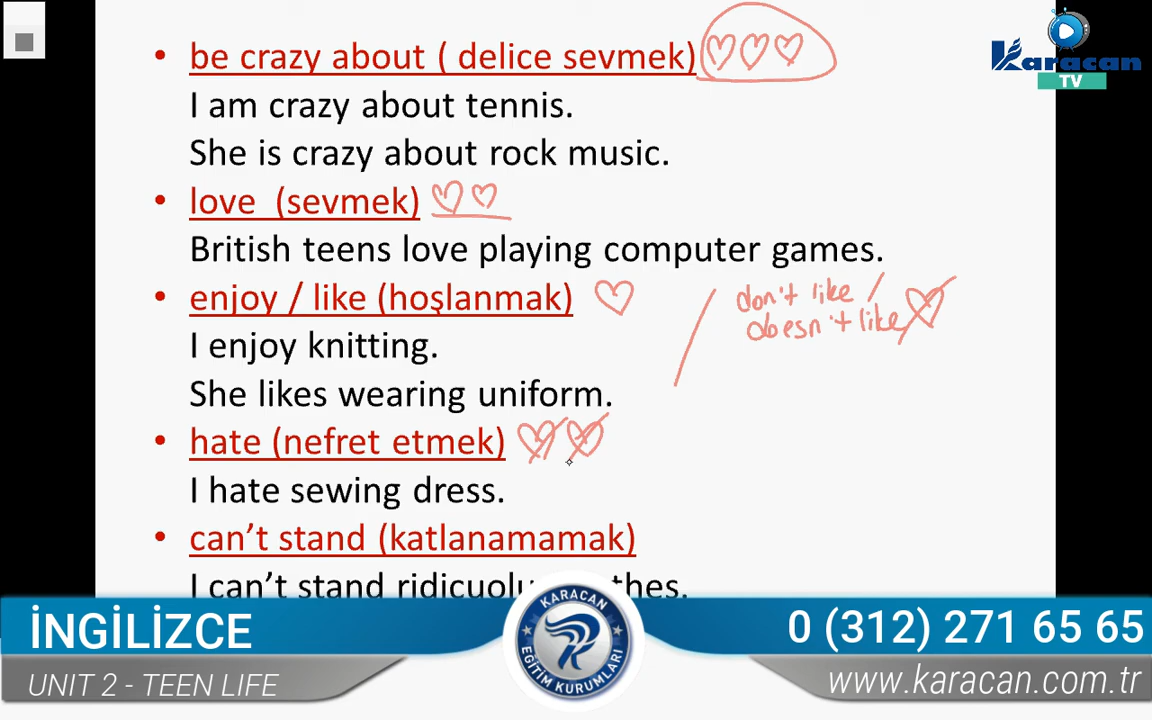 • be crazy about ( delice sevmek)
I am crazy about tennis.
She is crazy about rock music.
• love (sevmek)
British teens love playing computer games.
• enjoy / like (hoşlanmak)
don't like /
doesn't like
I enjoy knitting.
She likes wearing uniform.
• hate (nefret etmek)
I hate sewing dress.
• can’t stand (katlanamamak)
I can’t stand
Karacan
TV
İNGİLİZCE
UNIT 2 - TEEN LIFE
KARACAN
EĞİTİM KURUMLARI
0 (312) 271 65 65
www.karacan.com.tr